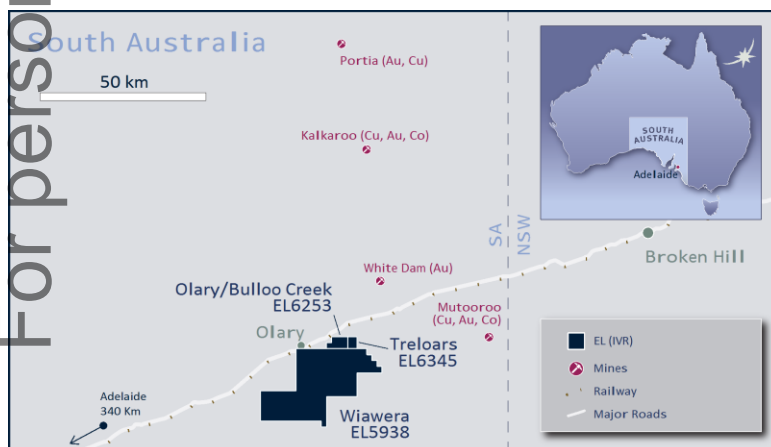 For person
South Australia
50 km
Portia (Au, Cu)
Kalkaroo (Cu, Au, Co)
SOUTH
AUSTRALIA
Adelaide
SA
NSW
Broken Hill
White Dam (Au)
Olary/Bulloo Creek
EL6253
Mutooroo
(Cu, Au, Co)
Olary
Treloars
EL6345
Wiawera
EL5938
Adelaide
340 Km
EL (IVR)
Mines
Railway
Major Roads